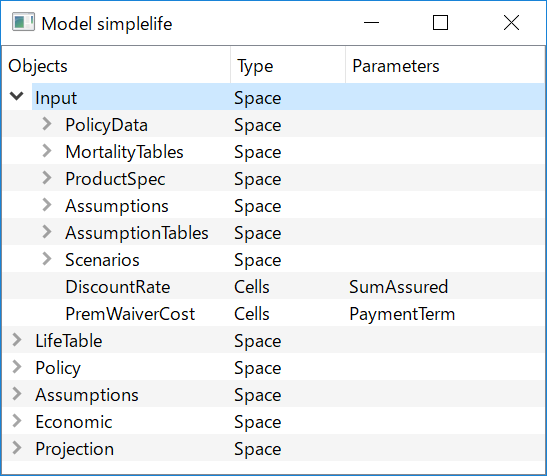 Model simplelife
Objects Type Parameters
Input Space
PolicyData Space
MortalityTables Space
ProductSpec Space
Assumptions Space
AssumptionTables Space
Scenarios Space
DiscountRate Cells SumAssured
PremWaiverCost Cells PaymentTerm
LifeTable Space
Policy Space
Assumptions Space
Economic Space
Projection Space